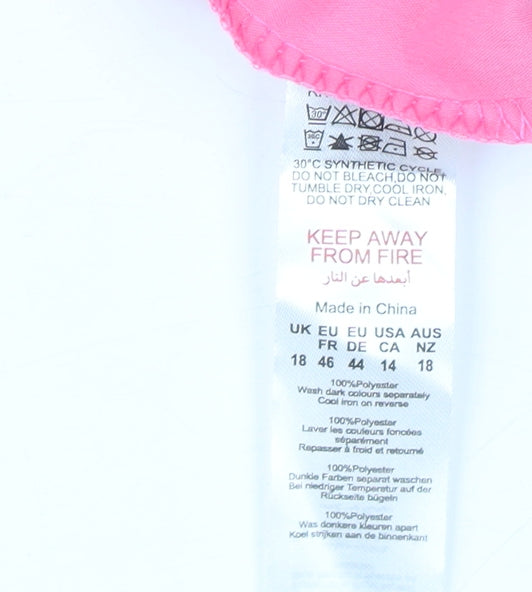 30°
30C
30°C SYNTHETIC CYCLE,
DO NOT BLEACH,DO NOT
TUMBLE DRY,COOL IRON,
DO NOT DRY CLEAN
KEEP AWAY
FROM FIRE
أبعدها عن النار
Made in China
UK EU EU USA AUS
FR DE CA NZ
18 46 44 14 18
100%Polyester
Wash dark colours separately
Cool iron on reverse
100%Polyester
Laver les couleurs foncées
séparément
Repasser à froid et retourné
100%Polyester
Dunkle Farben separat waschen
Bei niedriger Temperatur auf der
Rückseite bügeln
100%Polyester
Was donkere kleuren apart
Koel strijken aan de binnenkant